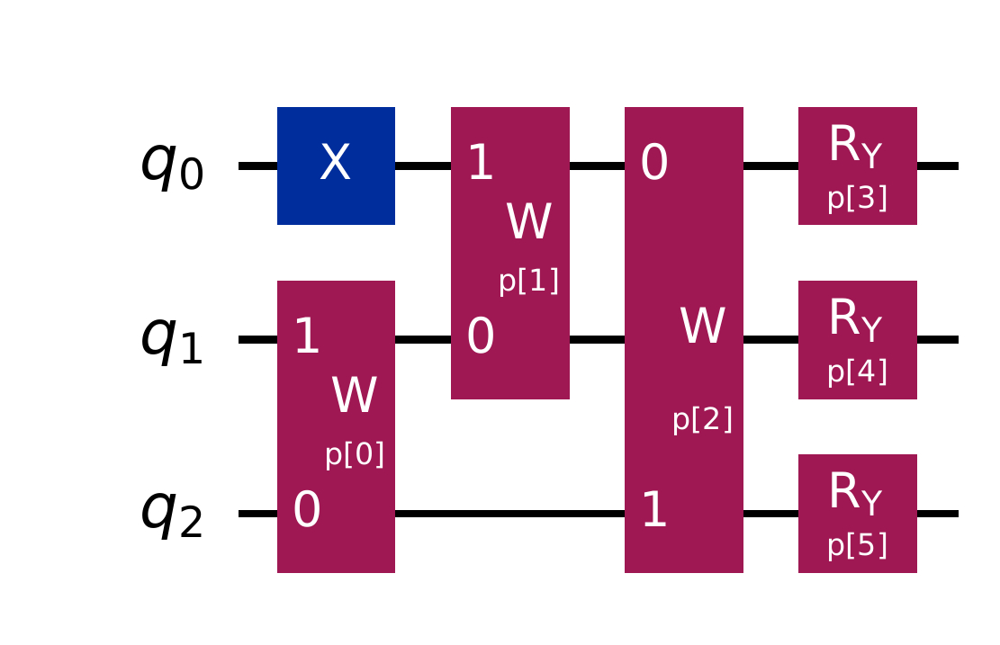 q0 X 1 0 RY
W p[3]
p[1]
q1 1 0 W RY
W p[2] p[4]
p[0]
q2 0 1 RY
p[5]